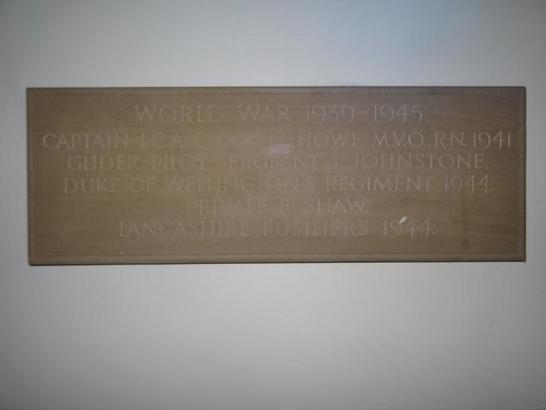 WORLD WAR 1939-1945
CAPTAIN HOWE, M.V.O., R.N. 1941
GLIDER-PILOT SERGEANT J. JOHNSTONE,
DUKE OF WELLINGTON'S REGIMENT 1944.
PRIVATE F. SHAW,
LANCASHIRE FUSILIERS 1944.